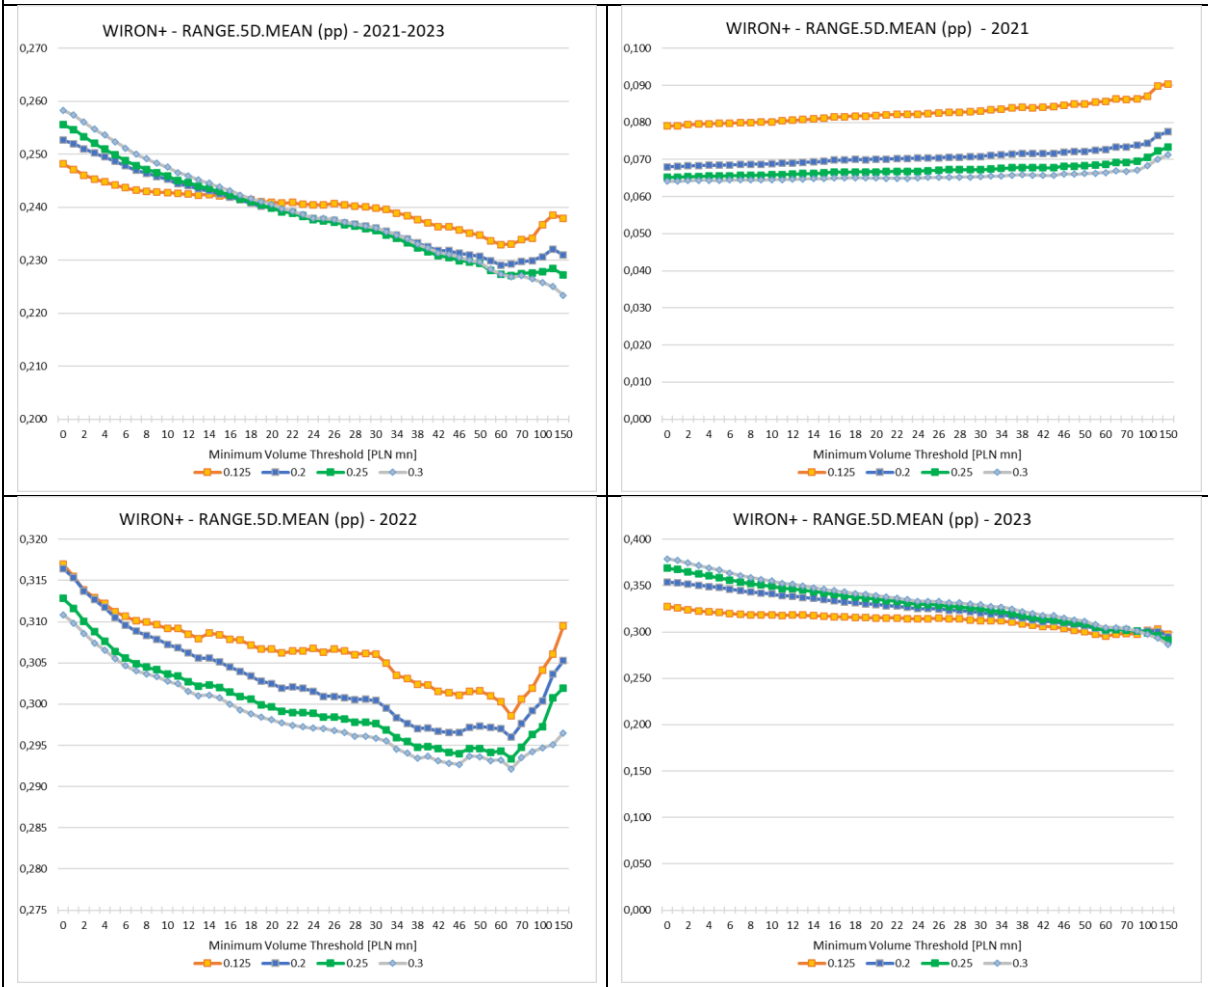 WIRON+ - RANGE.5D.MEAN (pp) - 2021-2023
0,270
0,260
0,250
0,240
0,230
0,220
0,210
0,200
0 2 4 6 8 10 12 14 16 18 20 22 24 26 28 30 34 38 42 46 50 60 70 100 150
Minimum Volume Threshold [PLN mn]
0.125 0.2 0.25 0.3
WIRON+ - RANGE.5D.MEAN (pp) - 2021
0,100
0,090
0,080
0,070
0,060
0,050
0,040
0,030
0,020
0,010
0,000
0 2 4 6 8 10 12 14 16 18 20 22 24 26 28 30 34 38 42 46 50 60 70 100 150
Minimum Volume Threshold [PLN mn]
0.125 0.2 0.25 0.3
WIRON+ - RANGE.5D.MEAN (pp) - 2022
0,320
0,315
0,310
0,305
0,300
0,295
0,290
0,285
0,280
0,275
0 2 4 6 8 10 12 14 16 18 20 22 24 26 28 30 34 38 42 46 50 60 70 100 150
Minimum Volume Threshold [PLN mn]
0.125 0.2 0.25 0.3
WIRON+ - RANGE.5D.MEAN (pp) - 2023
0,400
0,350
0,300
0,250
0,200
0,150
0,100
0,050
0,000
0 2 4 6 8 10 12 14 16 18 20 22 24 26 28 30 34 38 42 46 50 60 70 100 150
Minimum Volume Threshold [PLN mn]
0.125 0.2 0.25 0.3